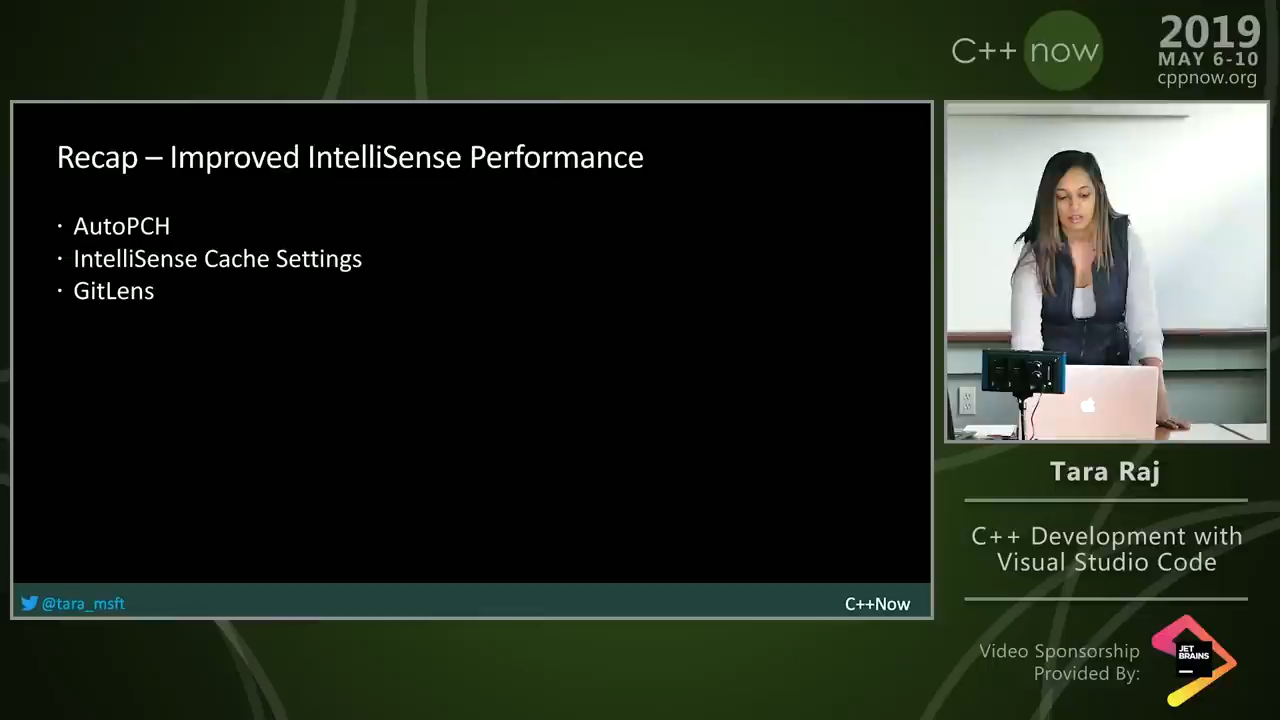 C++ now
2019
MAY 6-10
cppnow.org
Recap – Improved IntelliSense Performance
· AutoPCH
· IntelliSense Cache Settings
· GitLens
@tara_msft
C++Now
Tara Raj
C++ Development with
Visual Studio Code
Video Sponsorship
Provided By:
JET
BRAINS